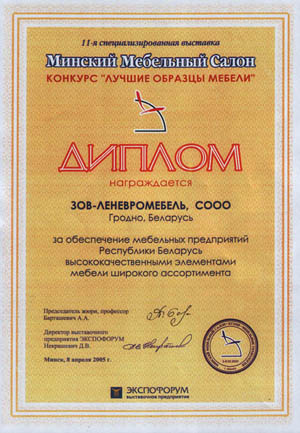 11-я специализированная выставка
Минский Мебельный Салон
КОНКУРС "ЛУЧШИЕ ОБРАЗЦЫ МЕБЕЛИ"
ДИПЛОМ
награждается
ЗОВ-ЛЕНЕВРОМЕБЕЛЬ, СООО
Гродно, Беларусь
за обеспечение мебельных предприятий
Республики Беларусь
высококачественными элементами
мебели широкого ассортимента
Председатель жюри, профессор
Барташевич А.А.
Директор выставочного
предприятия ЭКСПОФОРУМ
Некрашевич Д.В.
Минск, 8 апреля 2005 г.
ЭКСПОФОРУМ
выставочное предприятие